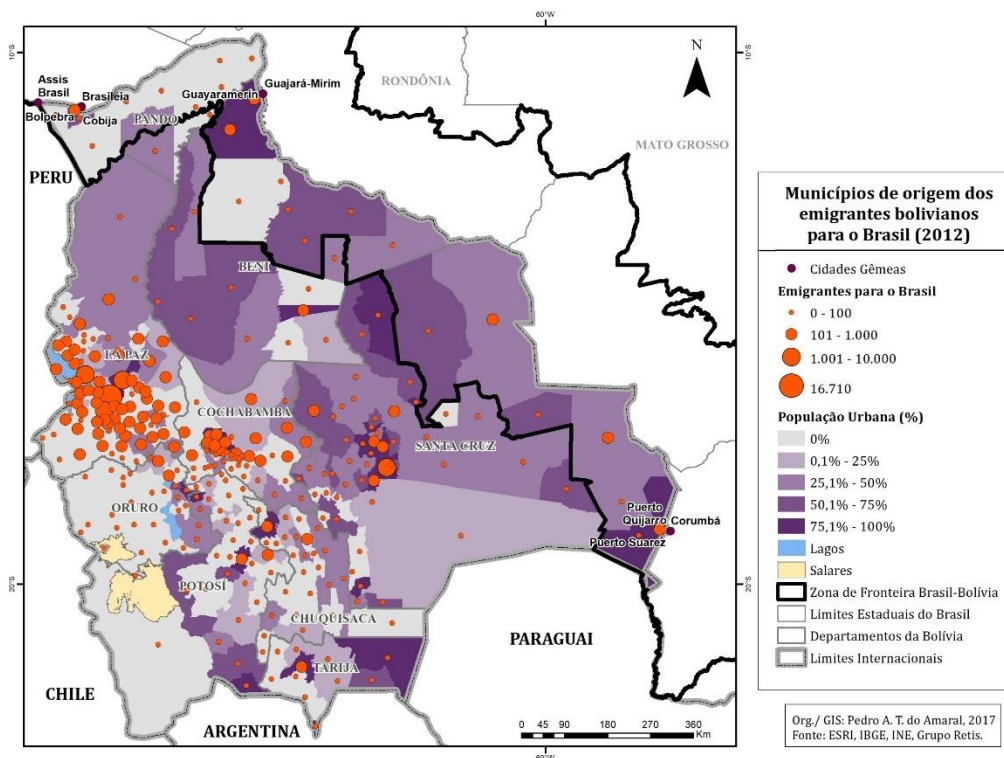 60°W
10°S
10°S
N
RONDÔNIA
MATO GROSSO
Assis
Brasil
Brasiléia
Bolpebra
Cobija
Guayaramerin
Guajará-Mirim
PANDO
PERU
BENI
LA PAZ
COCHABAMBA
SANTA CRUZ
ORURO
Puerto
Quijarro
Corumbá
Puerto Suarez
20°S
20°S
POTOSÍ
CHUQUISACA
PARAGUAI
TARIJA
CHILE
ARGENTINA
0 45 90 180 270 360
Km
60°W
Municípios de origem dos
emigrantes bolivianos
para o Brasil (2012)
Cidades Gêmeas
Emigrantes para o Brasil
0 - 100
101 - 1.000
1.001 - 10.000
16.710
População Urbana (%)
0%
0,1% - 25%
25,1% - 50%
50,1% - 75%
75,1% - 100%
Lagos
Salares
Zona de Fronteira Brasil-Bolívia
Limites Estaduais do Brasil
Departamentos da Bolívia
Limites Internacionais
Org./ GIS: Pedro A. T. do Amaral, 2017
Fonte: ESRI, IBGE, INE, Grupo Retis.